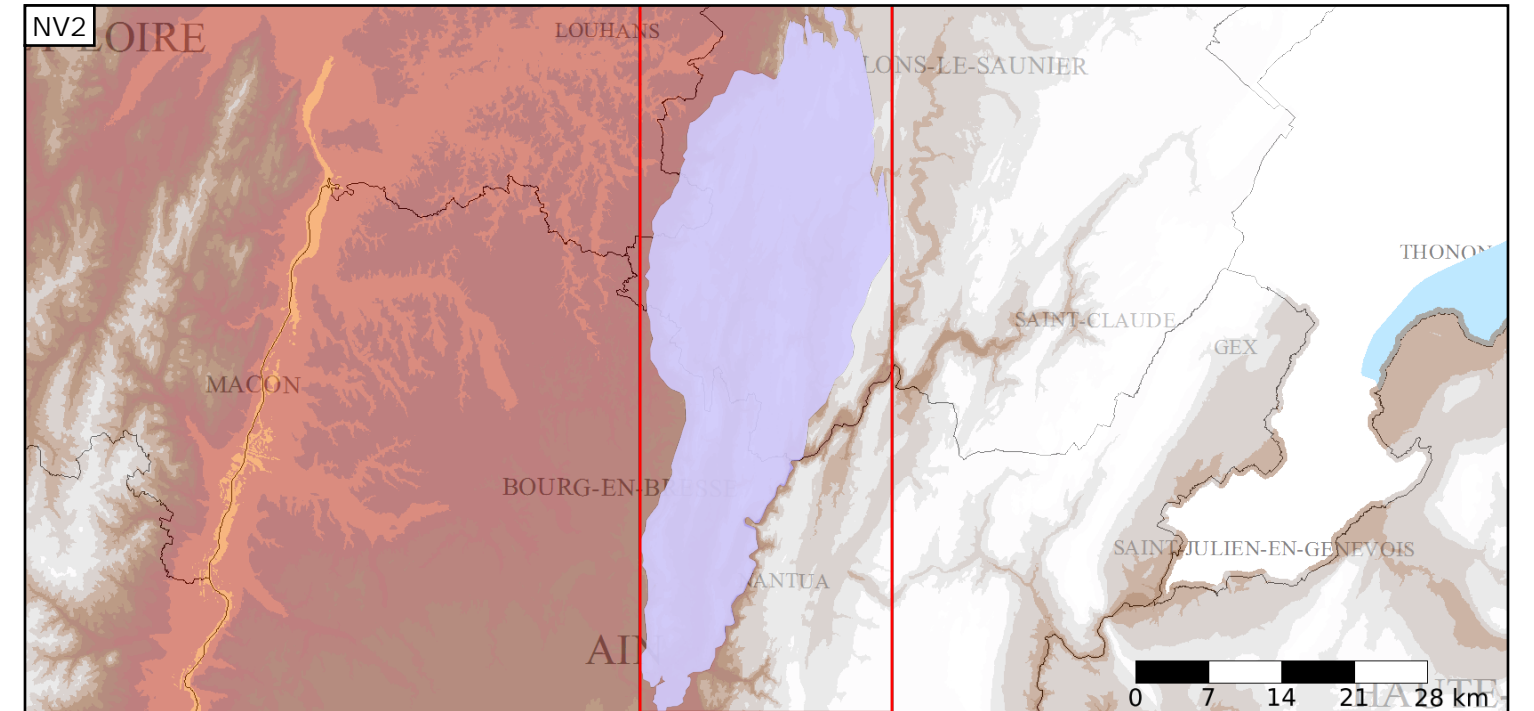 NV2
LOIRE
LOUHANS
LONS-LE-SAUNIER
THONON
SAINT-CLAUDE
GEX
MACON
BOURG-EN-BRESSE
SAINT-JULIEN-EN-GENEVOIS
NANTUA
AIN
HAUTE-
0 7 14 21 28 km